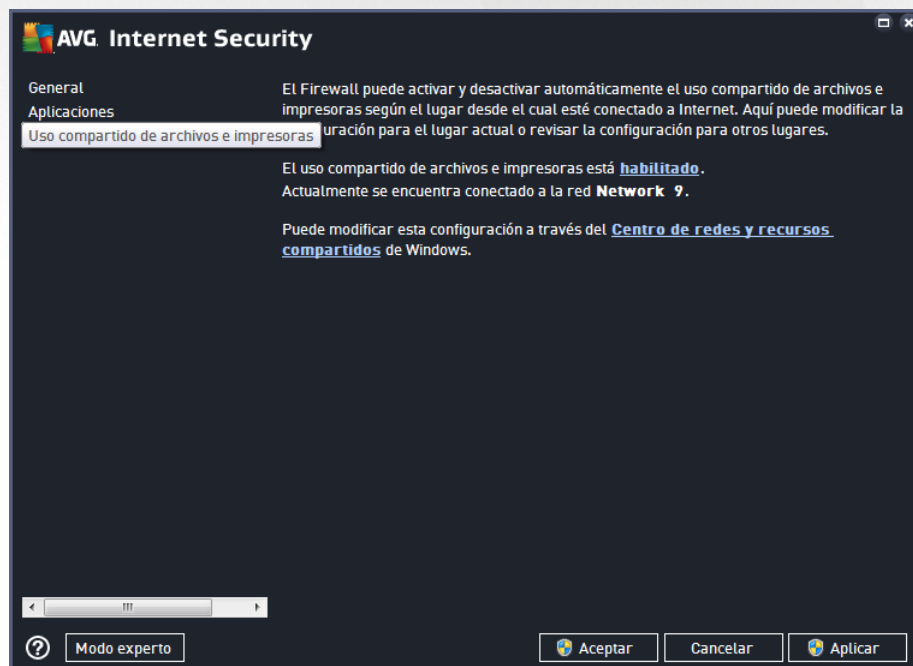 AVG. Internet Security
General
Aplicaciones
Uso compartido de archivos e impresoras
El Firewall puede activar y desactivar automáticamente el uso compartido de archivos e
impresoras según el lugar desde el cual esté conectado a Internet. Aquí puede modificar la
uración para el lugar actual o revisar la configuración para otros lugares.
El uso compartido de archivos e impresoras está habilitado.
Actualmente se encuentra conectado a la red Network 9.
Puede modificar esta configuración a través del Centro de redes y recursos
compartidos de Windows.
Modo experto
Aceptar
Cancelar
Aplicar